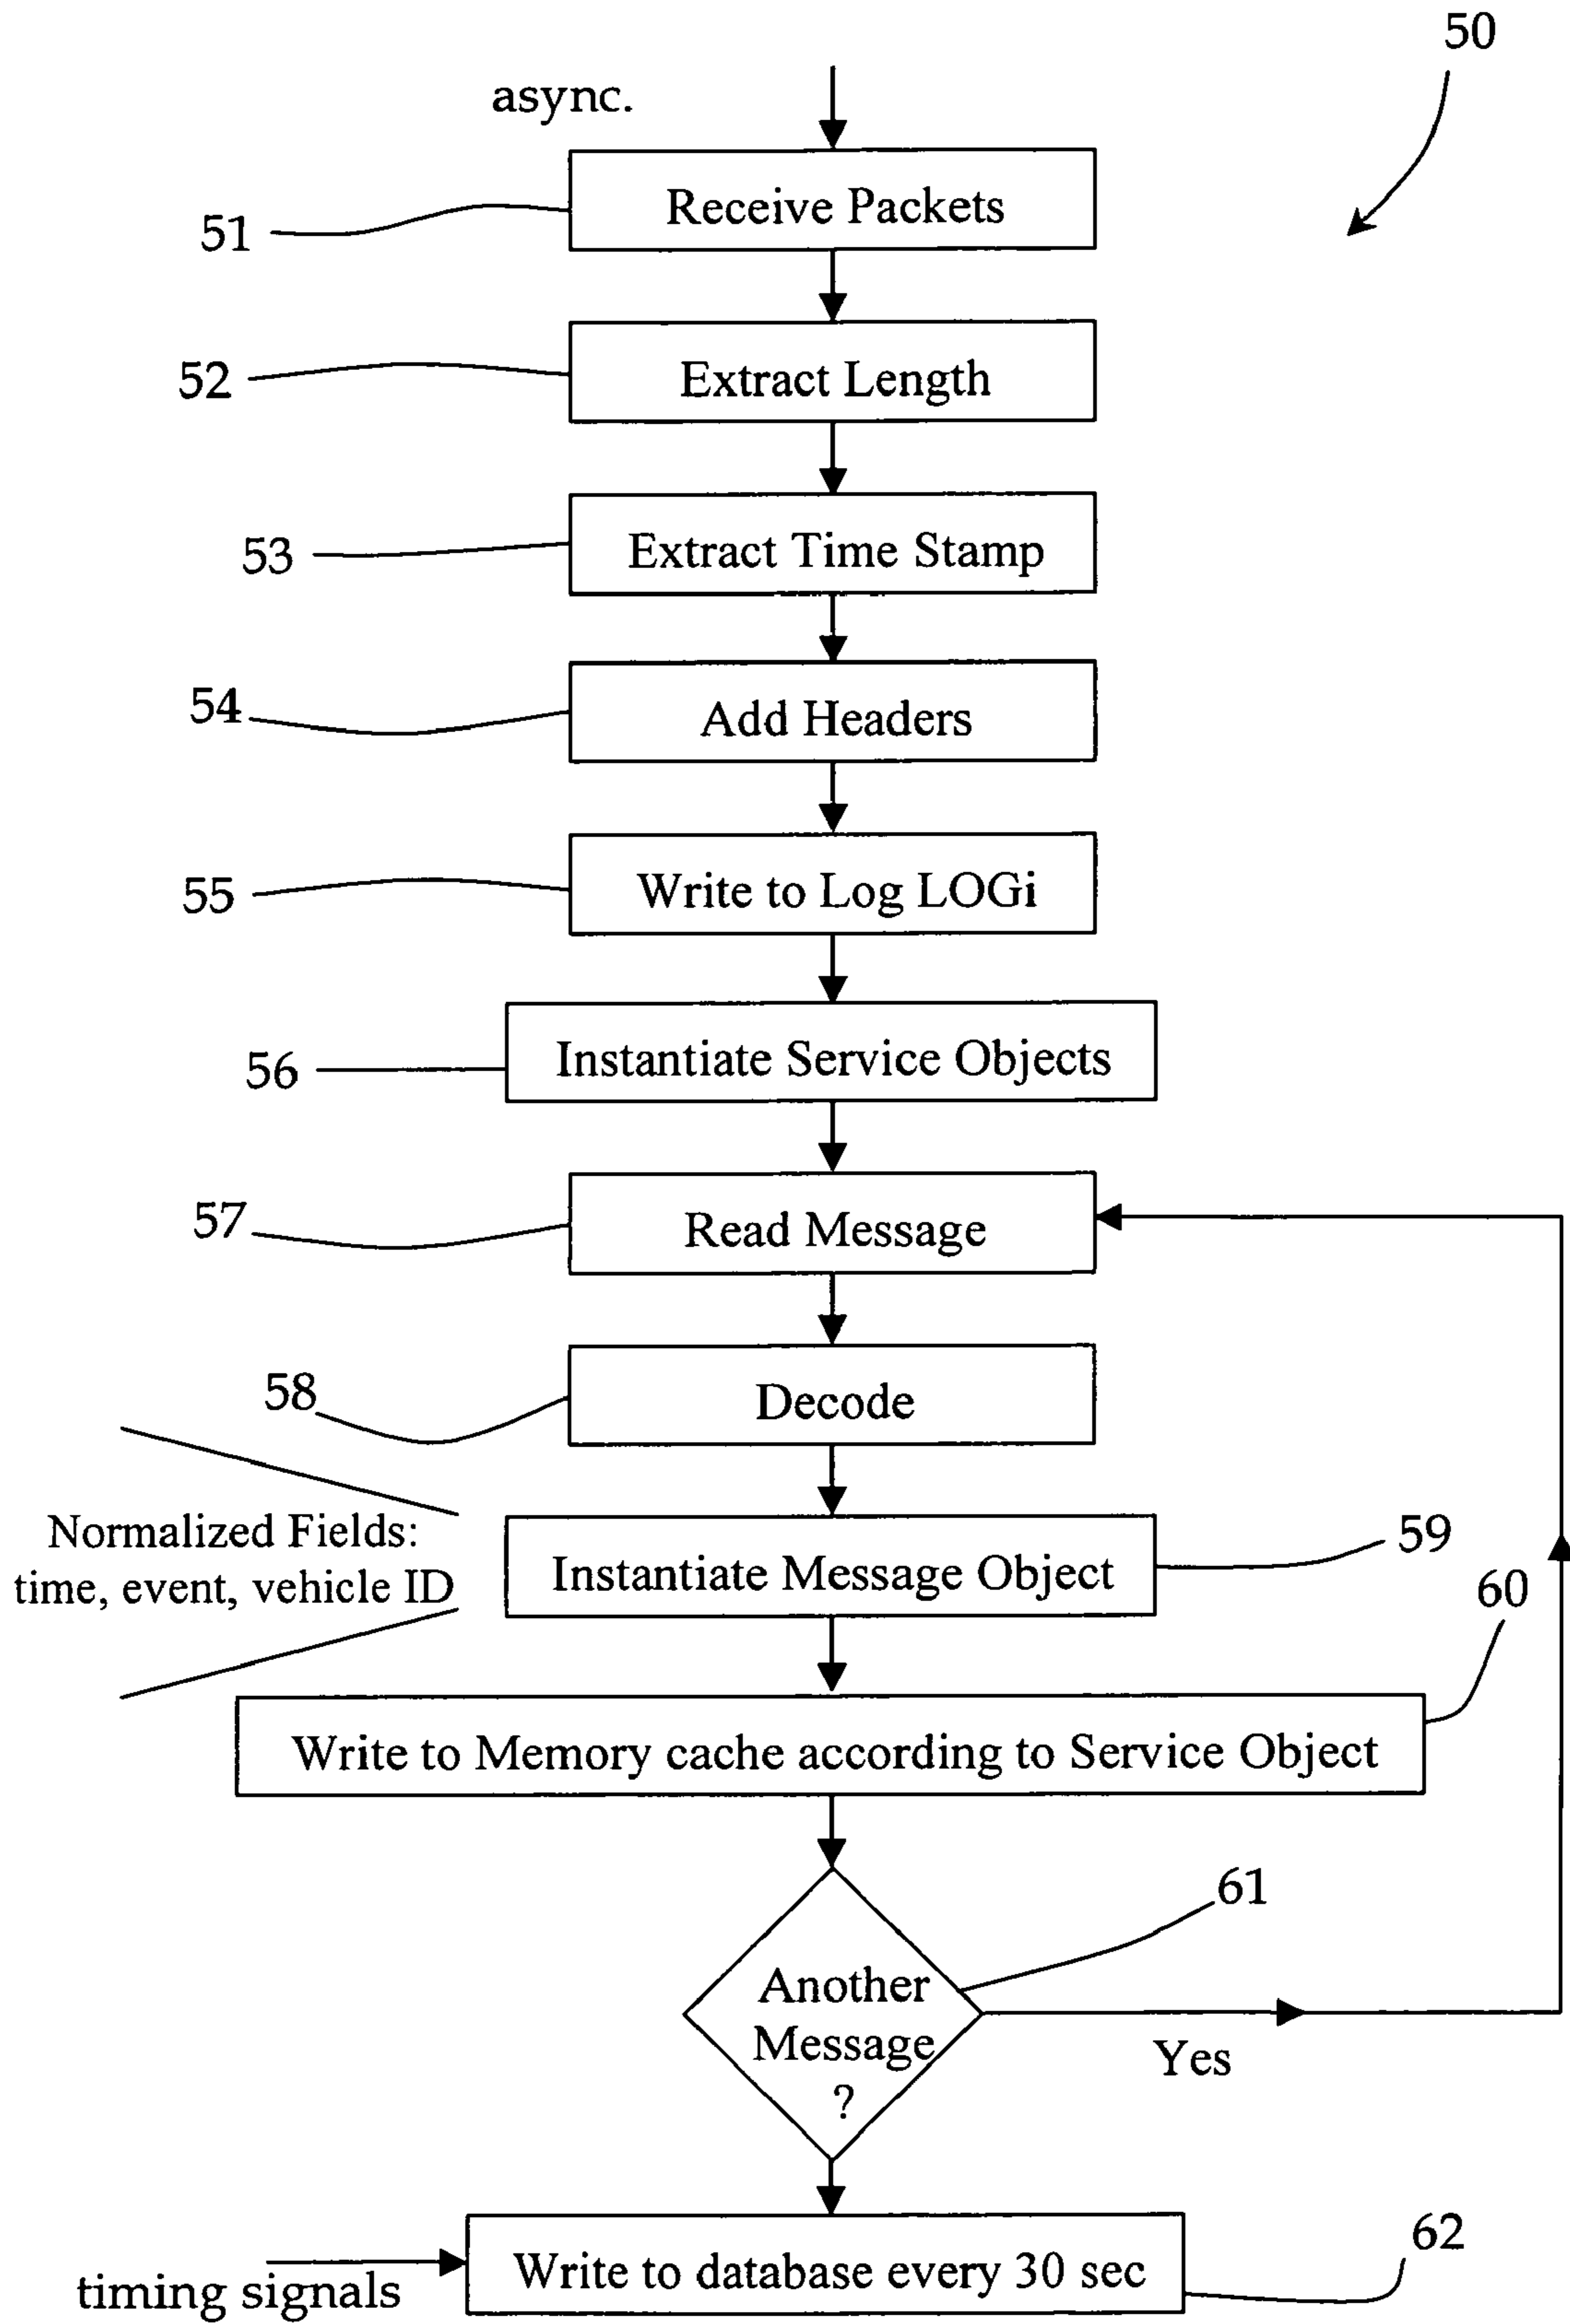 50
async.
Receive Packets
51
Extract Length
52
Extract Time Stamp
53
Add Headers
54
Write to Log LOGi
55
Instantiate Service Objects
56
Read Message
57
Decode
58
Normalized Fields:
time, event, vehicle ID
Instantiate Message Object
59
60
Write to Memory cache according to Service Object
61
Another
Message
?
Yes
62
Write to database every 30 sec
timing signals